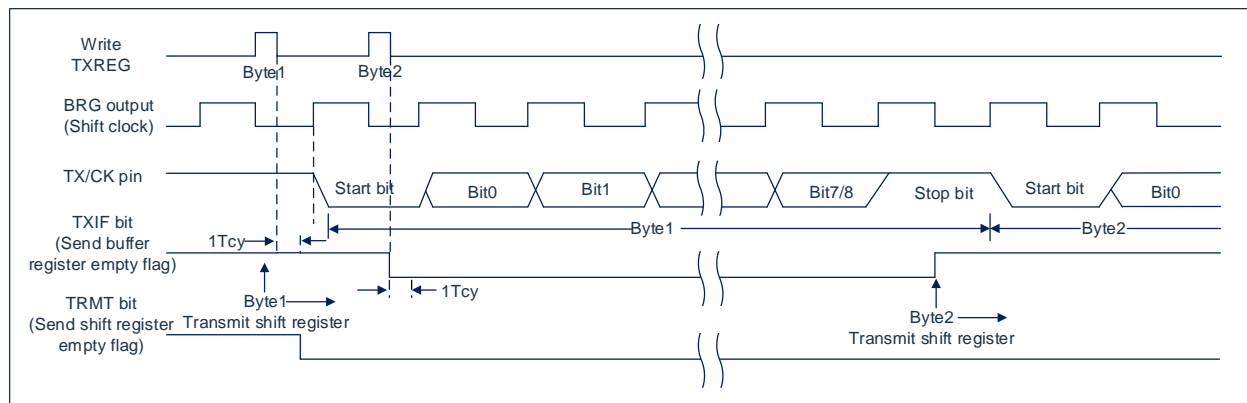 Write
TXREG
Byte1
Byte2
BRG output
(Shift clock)
TX/CK pin
Start bit
Bit0
Bit1
Bit7/8
Stop bit
Start bit
Bit0
TXIF bit
(Send buffer
register empty flag)
1Tcy
Byte1
Byte2
1Tcy
TRMT bit
(Send shift register
empty flag)
Byte1
Transmit shift register
Byte2
Transmit shift register